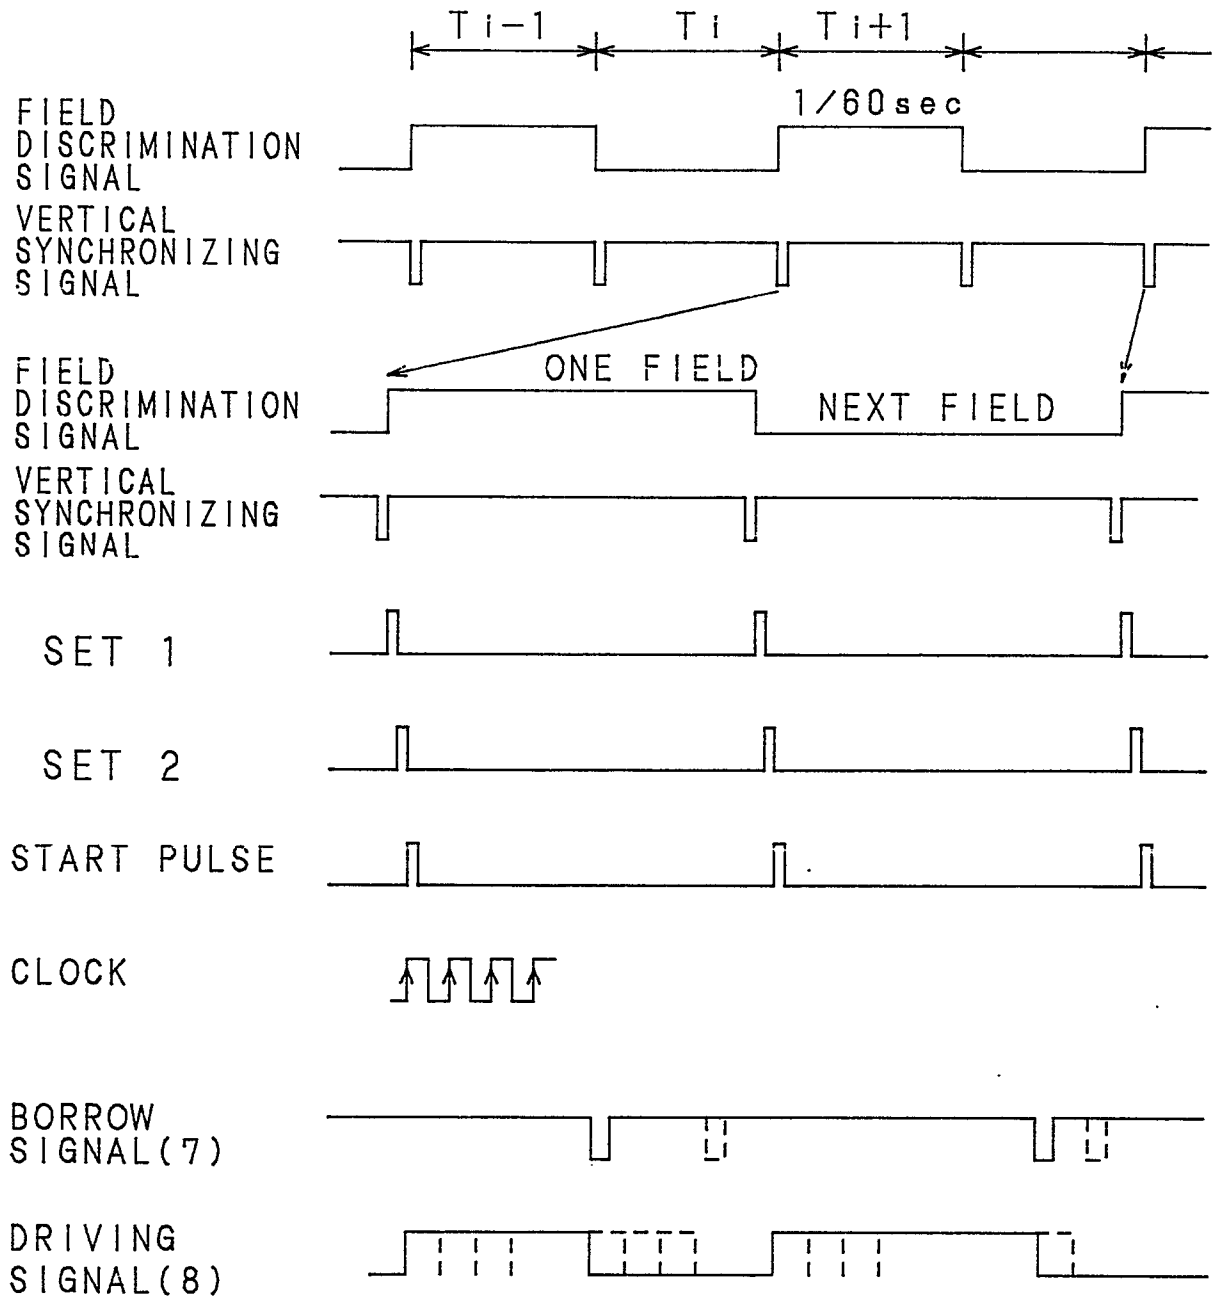 Ti-1 Ti Ti+1
1/60sec
FIELD
DISCRIMINATION
SIGNAL
VERTICAL
SYNCHRONIZING
SIGNAL
ONE FIELD
FIELD
DISCRIMINATION
SIGNAL
NEXT FIELD
VERTICAL
SYNCHRONIZING
SIGNAL
SET 1
SET 2
START PULSE
CLOCK
BORROW
SIGNAL(7)
DRIVING
SIGNAL(8)